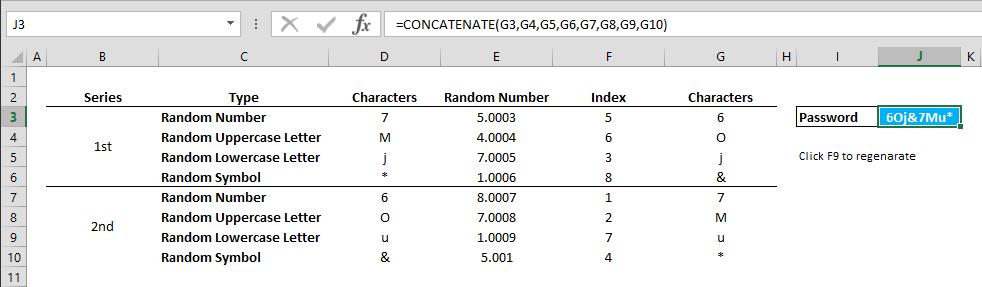 J3 fx =CONCATENATE(G3,G4,G5,G6,G7,G8,G9,G10)
A B C D E F G H I J K
1
2 Series Type Characters Random Number Index Characters
3 Random Number 7 5.0003 5 6 Password 6Oj&7Mu*
4 Random Uppercase Letter M 4.0004 6 O
1st
5 Random Lowercase Letter j 7.0005 3 j Click F9 to regenarate
6 Random Symbol * 1.0006 8 &
7 Random Number 6 8.0007 1 7
8 Random Uppercase Letter O 7.0008 2 M
2nd
9 Random Lowercase Letter u 1.0009 7 u
10 Random Symbol & 5.001 4 *
11